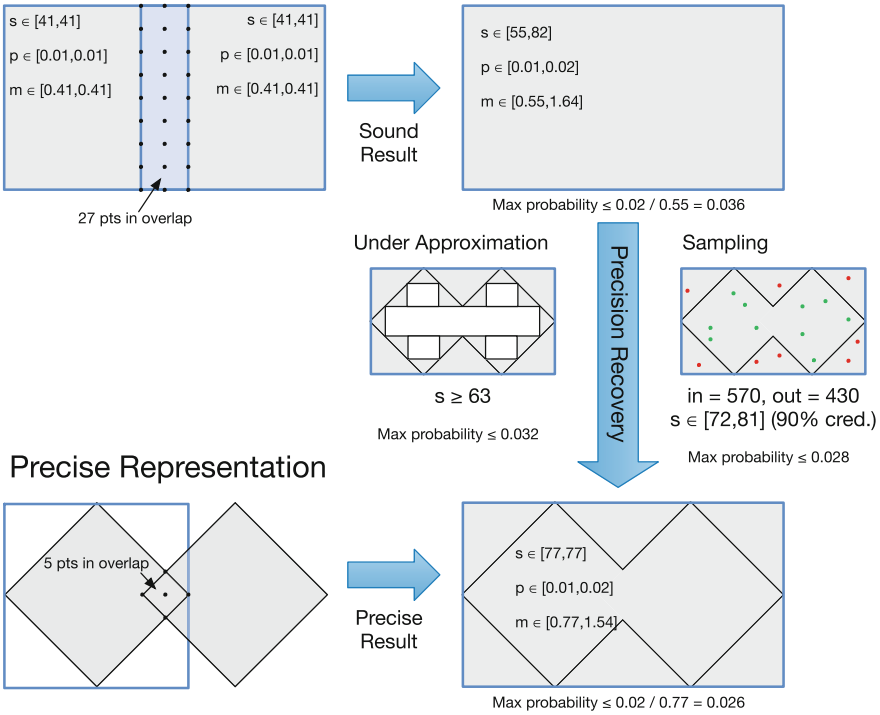 s ∈ [41,41]
p ∈ [0.01,0.01]
m ∈ [0.41,0.41]
s ∈ [41,41]
p ∈ [0.01,0.01]
m ∈ [0.41,0.41]
27 pts in overlap
Sound
Result
s ∈ [55,82]
p ∈ [0.01,0.02]
m ∈ [0.55,1.64]
Max probability ≤ 0.02 / 0.55 = 0.036
Under Approximation
s ≥ 63
Max probability ≤ 0.032
Precision Recovery
Sampling
in = 570, out = 430
s ∈ [72,81] (90% cred.)
Max probability ≤ 0.028
Precise Representation
5 pts in overlap
Precise
Result
s ∈ [77,77]
p ∈ [0.01,0.02]
m ∈ [0.77,1.54]
Max probability ≤ 0.02 / 0.77 = 0.026